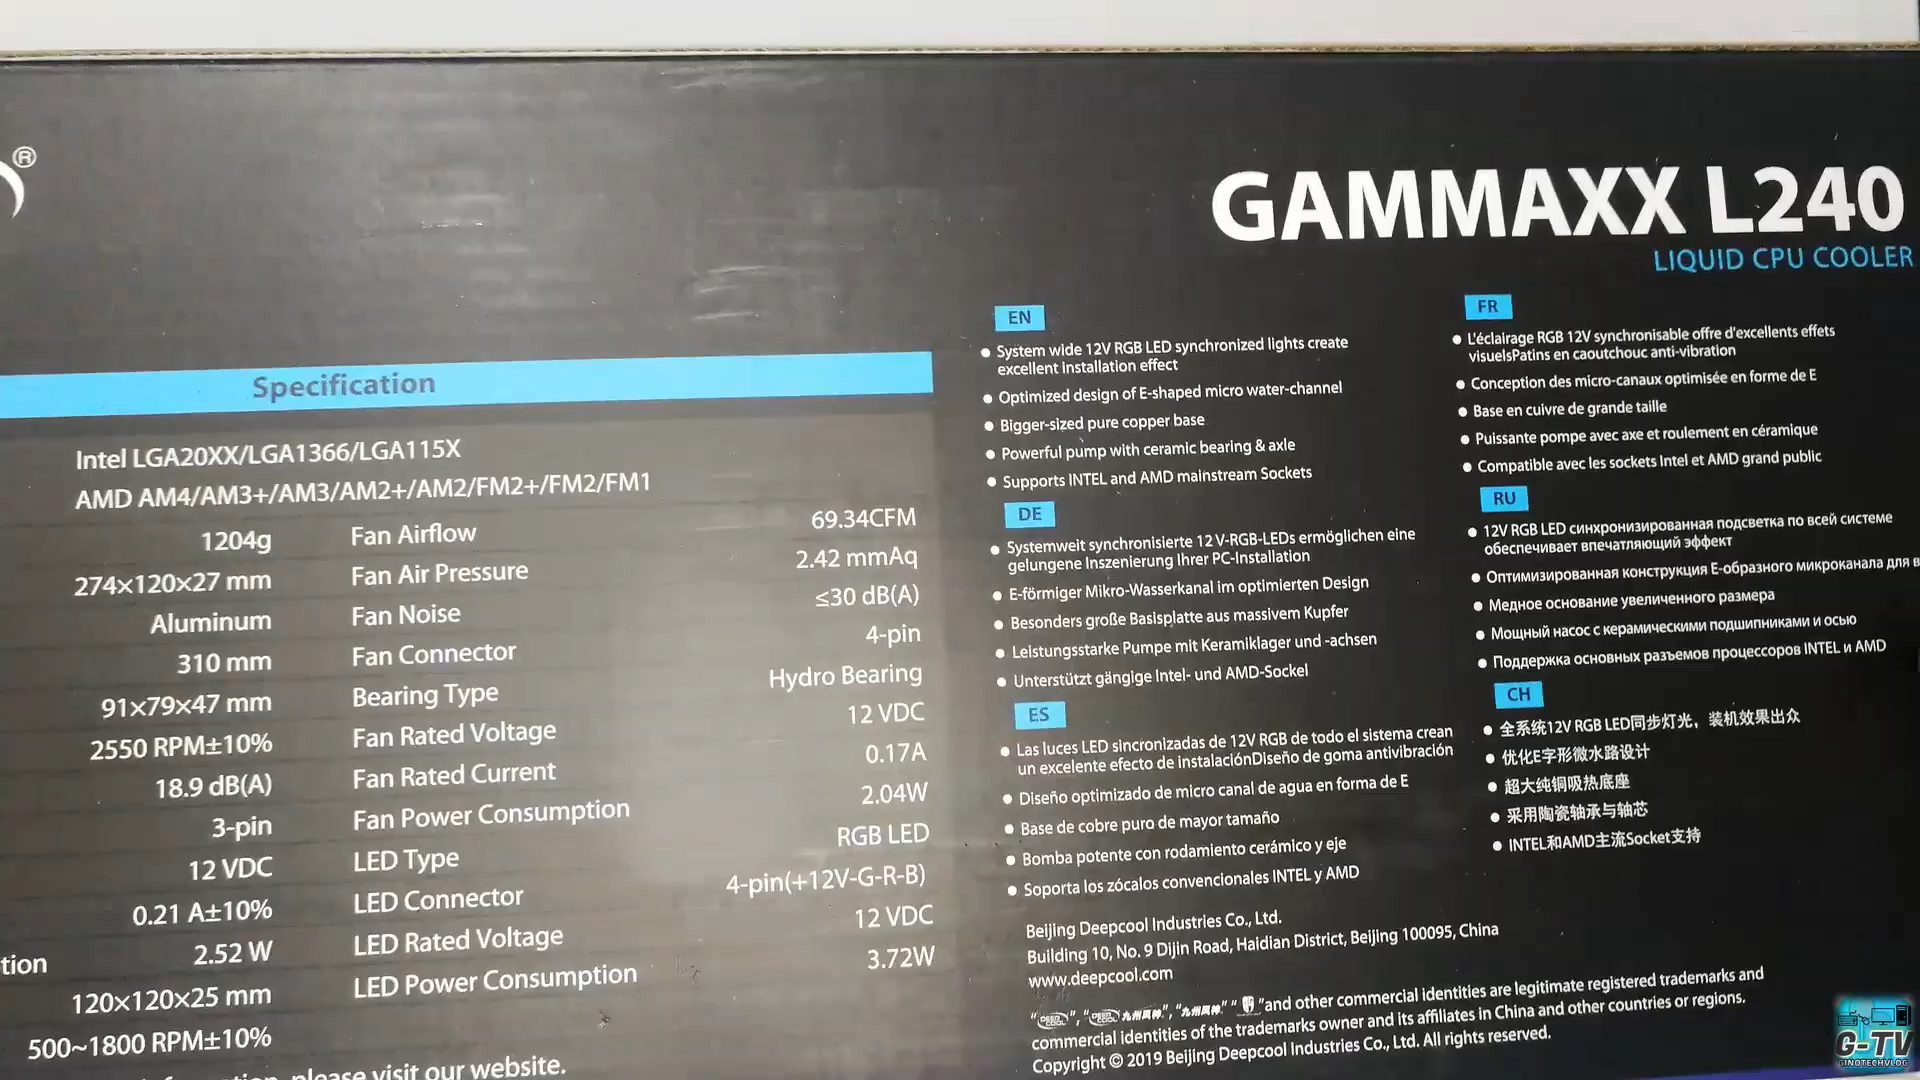 ®
GAMMAXX L240
LIQUID CPU COOLER
Specification
Intel LGA20XX/LGA1366/LGA115X
AMD AM4/AM3+/AM3/AM2+/AM2/FM2+/FM2/FM1
1204g Fan Airflow 69.34CFM
274×120×27 mm Fan Air Pressure 2.42 mmAq
Aluminum Fan Noise ≤30 dB(A)
310 mm Fan Connector 4-pin
91×79×47 mm Bearing Type Hydro Bearing
2550 RPM±10% Fan Rated Voltage 12 VDC
18.9 dB(A) Fan Rated Current 0.17A
3-pin Fan Power Consumption 2.04W
12 VDC LED Type RGB LED
0.21 A±10% LED Connector 4-pin(+12V-G-R-B)
tion 2.52 W LED Rated Voltage 12 VDC
120×120×25 mm LED Power Consumption 3.72W
500~1800 RPM±10%
please visit our website.
EN
● System wide 12V RGB LED synchronized lights create
excellent installation effect
● Optimized design of E-shaped micro water-channel
● Bigger-sized pure copper base
● Powerful pump with ceramic bearing & axle
● Supports INTEL and AMD mainstream Sockets
DE
● Systemweit synchronisierte 12 V-RGB-LEDs ermöglichen eine
gelungene Inszenierung Ihrer PC-Installation
● E-förmiger Mikro-Wasserkanal im optimierten Design
● Besonders große Basisplatte aus massivem Kupfer
● Leistungsstarke Pumpe mit Keramiklager und -achsen
● Unterstützt gängige Intel- und AMD-Sockel
ES
● Las luces LED sincronizadas de 12V RGB de todo el sistema crean
un excelente efecto de instalaciónDiseño de goma antivibración
● Diseño optimizado de micro canal de agua en forma de E
● Base de cobre puro de mayor tamaño
● Bomba potente con rodamiento cerámico y eje
● Soporta los zócalos convencionales INTEL y AMD
FR
● L'éclairage RGB 12V synchronisable offre d'excellents effets
visuelsPatins en caoutchouc anti-vibration
● Conception des micro-canaux optimisée en forme de E
● Base en cuivre de grande taille
● Puissante pompe avec axe et roulement en céramique
● Compatible avec les sockets Intel et AMD grand public
RU
● 12V RGB LED синхронизированная подсветка по всей системе
обеспечивает впечатляющий эффект
● Оптимизированная конструкция E-образного микроканала для в
● Медное основание увеличенного размера
● Мощный насос с керамическими подшипниками и осью
● Поддержка основных разъемов процессоров INTEL и AMD
CH
● 全系统12V RGB LED同步灯光，装机效果出众
● 优化E字形微水路设计
● 超大纯铜吸热底座
● 采用陶瓷轴承与轴芯
● INTEL和AMD主流Socket支持
Beijing Deepcool Industries Co., Ltd.
Building 10, No. 9 Dijin Road, Haidian District, Beijing 100095, China
www.deepcool.com
"DEEPCOOL", "DEEPCOOL 九州风神", "九州风神" " "and other commercial identities are legitimate registered trademarks and
commercial identities of the trademarks owner and its affiliates in China and other countries or regions.
Copyright © 2019 Beijing Deepcool Industries Co., Ltd. All rights reserved.
G-TV
GINOTECHVLOG